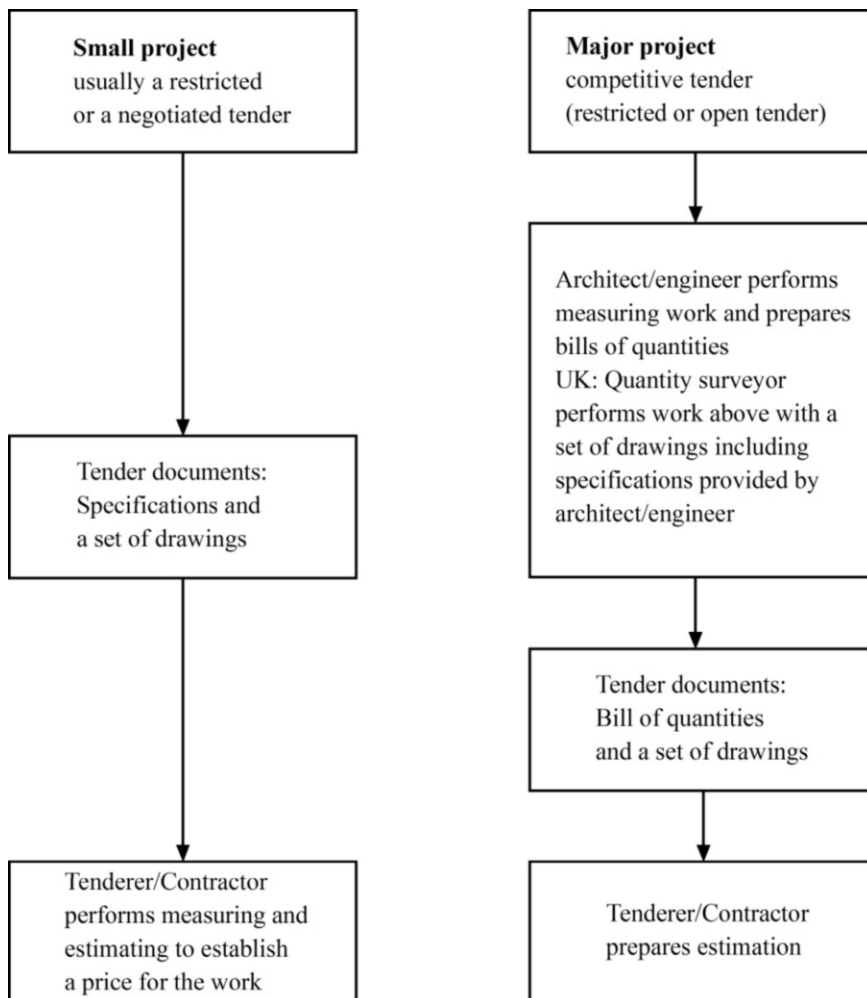 Small project
usually a restricted
or a negotiated tender
Tender documents:
Specifications and
a set of drawings
Tenderer/Contractor
performs measuring and
estimating to establish
a price for the work
Major project
competitive tender
(restricted or open tender)
Architect/engineer performs
measuring work and prepares
bills of quantities
UK: Quantity surveyor
performs work above with a
set of drawings including
specifications provided by
architect/engineer
Tender documents:
Bill of quantities
and a set of drawings
Tenderer/Contractor
prepares estimation